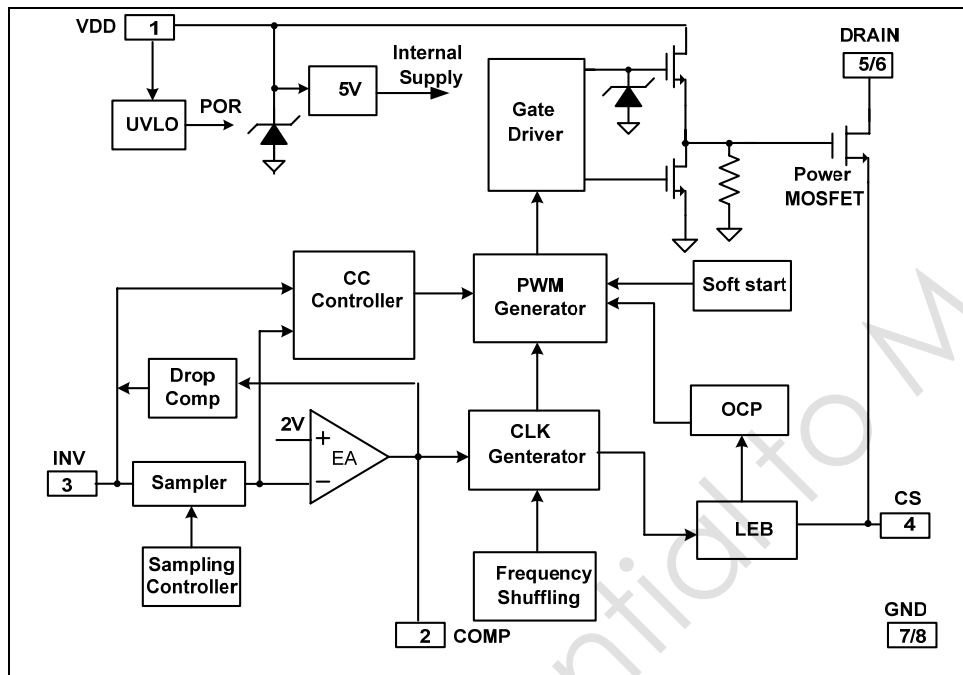 VDD
1
UVLO
POR
5V
Internal
Supply
Gate
Driver
DRAIN
5/6
Power
MOSFET
CC
Controller
PWM
Generator
Soft start
Drop
Comp
OCP
2V
+
EA
−
CLK
Genterator
INV
3
Sampler
LEB
CS
4
Sampling
Controller
Frequency
Shuffling
2
COMP
GND
7/8
ntial to M